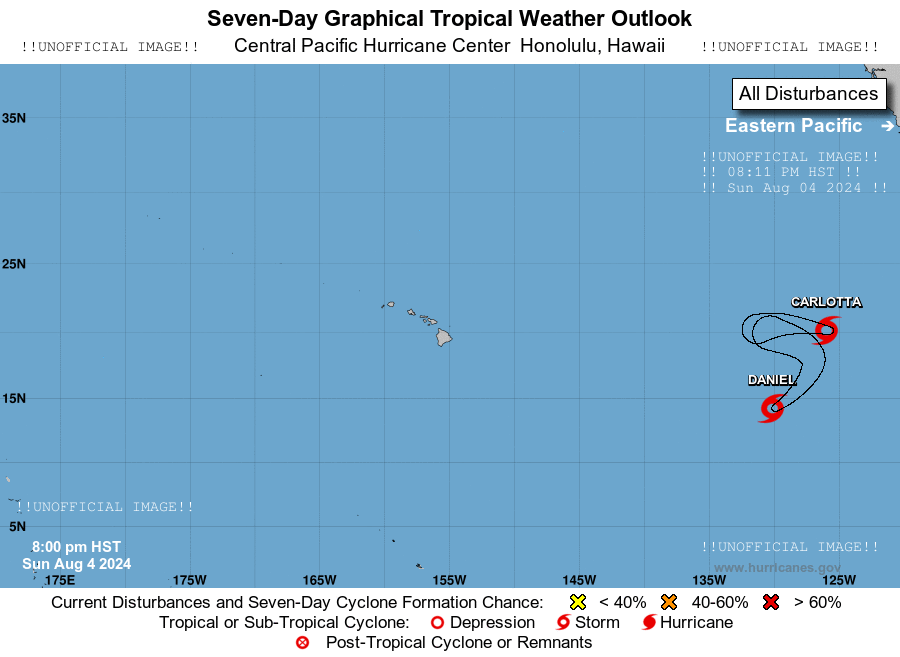 Seven-Day Graphical Tropical Weather Outlook
!!UNOFFICIAL IMAGE!! Central Pacific Hurricane Center Honolulu, Hawaii !!UNOFFICIAL IMAGE!!
All Disturbances
35N
Eastern Pacific
!!UNOFFICIAL IMAGE!!
!! 08:11 PM HST !!
!! Sun Aug 04 2024 !!
25N
CARLOTTA
DANIEL
15N
!!UNOFFICIAL IMAGE!!
5N
8:00 pm HST
!!UNOFFICIAL IMAGE!!
Sun Aug 4 2024
www.hurricanes.gov
175E 175W 165W 155W 145W 135W 125W
Current Disturbances and Seven-Day Cyclone Formation Chance: < 40% 40-60% > 60%
Tropical or Sub-Tropical Cyclone: Depression Storm Hurricane
Post-Tropical Cyclone or Remnants